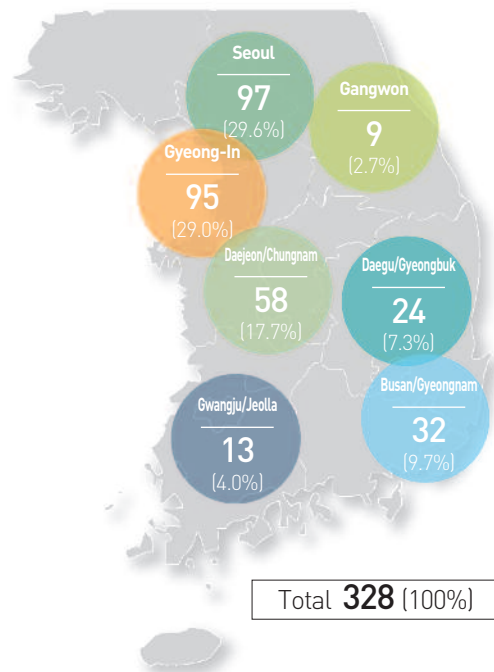 Seoul
97
(29.6%)
Gangwon
9
(2.7%)
Gyeong-In
95
(29.0%)
Daejeon/Chungnam
58
(17.7%)
Daegu/Gyeongbuk
24
(7.3%)
Busan/Gyeongnam
32
(9.7%)
Gwangju/Jeolla
13
(4.0%)
Total 328 (100%)